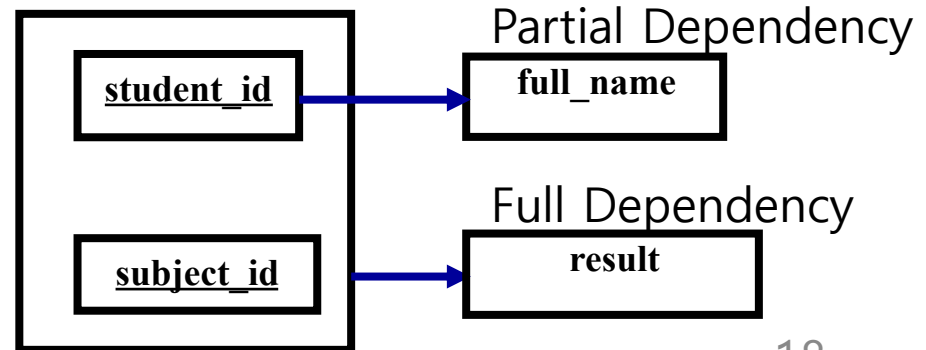 Partial Dependency
student_id
full_name
Full Dependency
subject_id
result